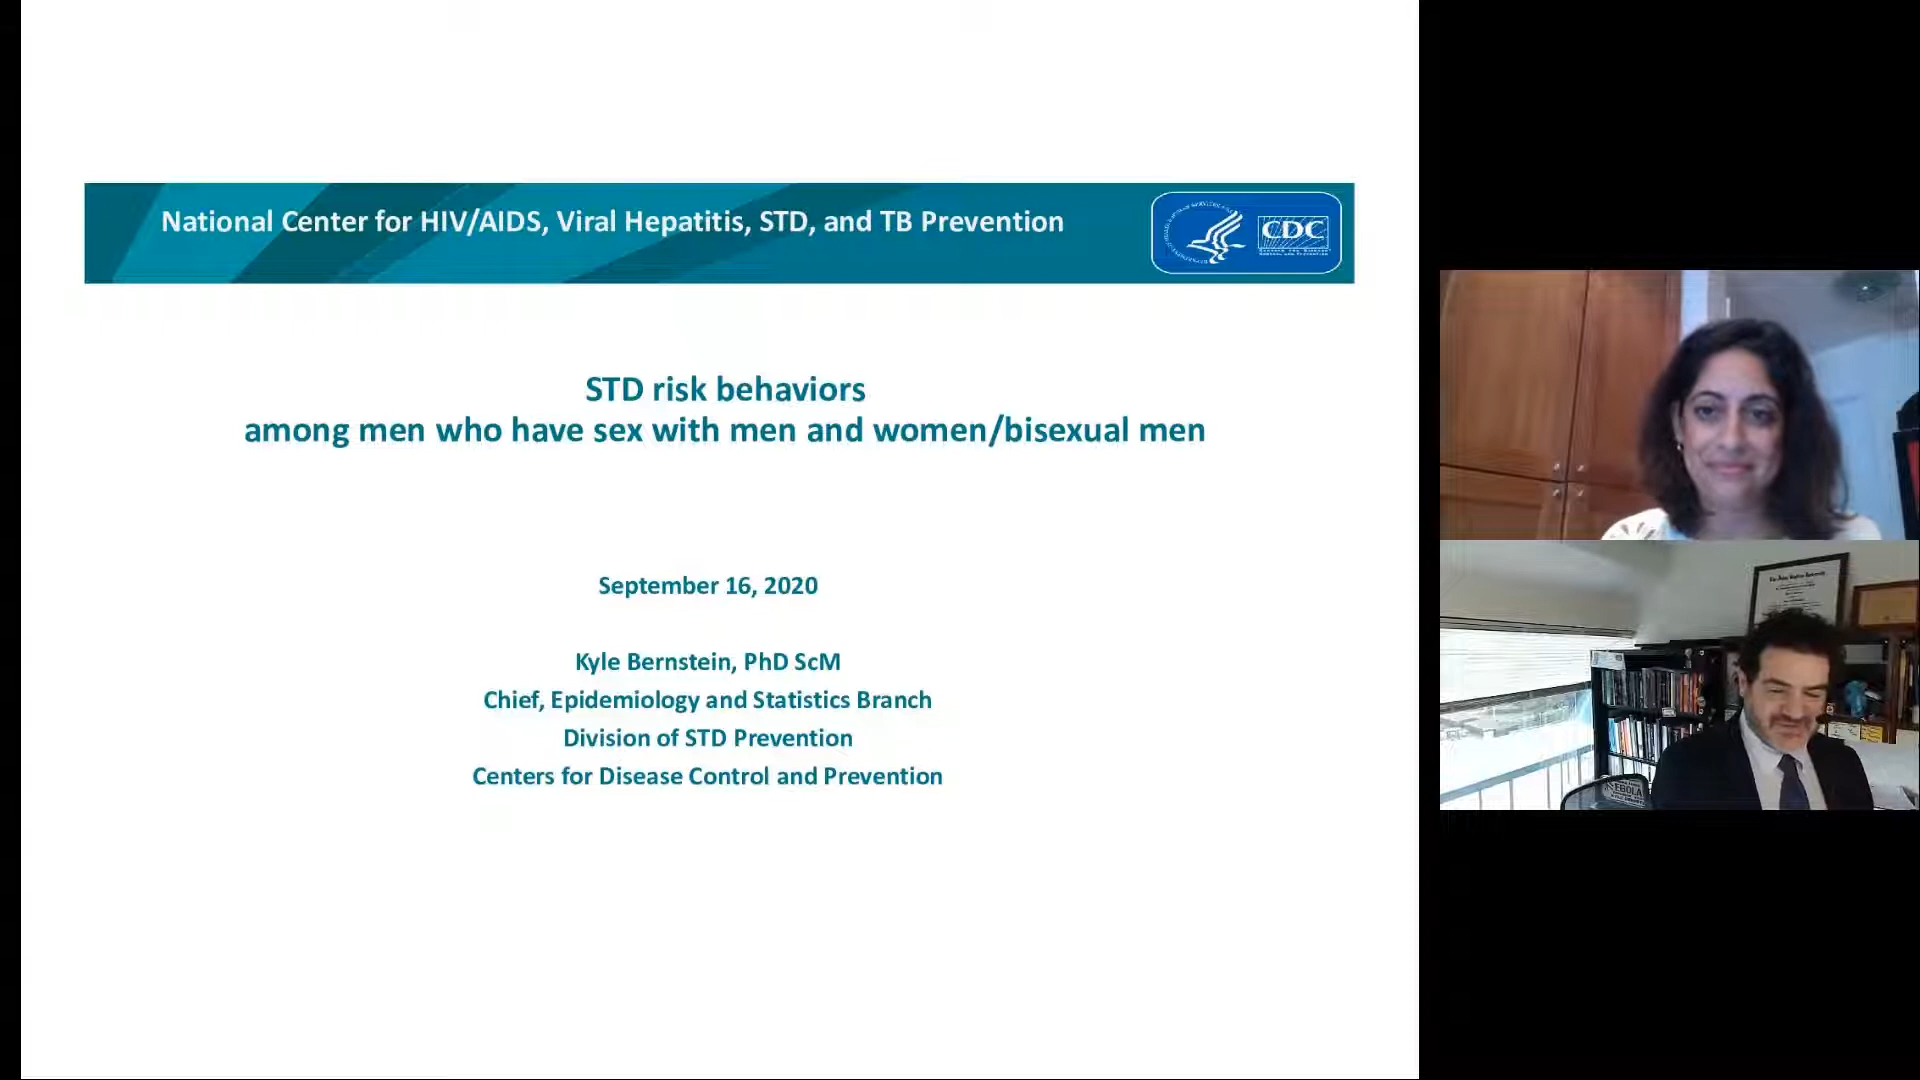 National Center for HIV/AIDS, Viral Hepatitis, STD, and TB Prevention
CDC
STD risk behaviors
among men who have sex with men and women/bisexual men
September 16, 2020
Kyle Bernstein, PhD ScM
Chief, Epidemiology and Statistics Branch
Division of STD Prevention
Centers for Disease Control and Prevention
EBOLA